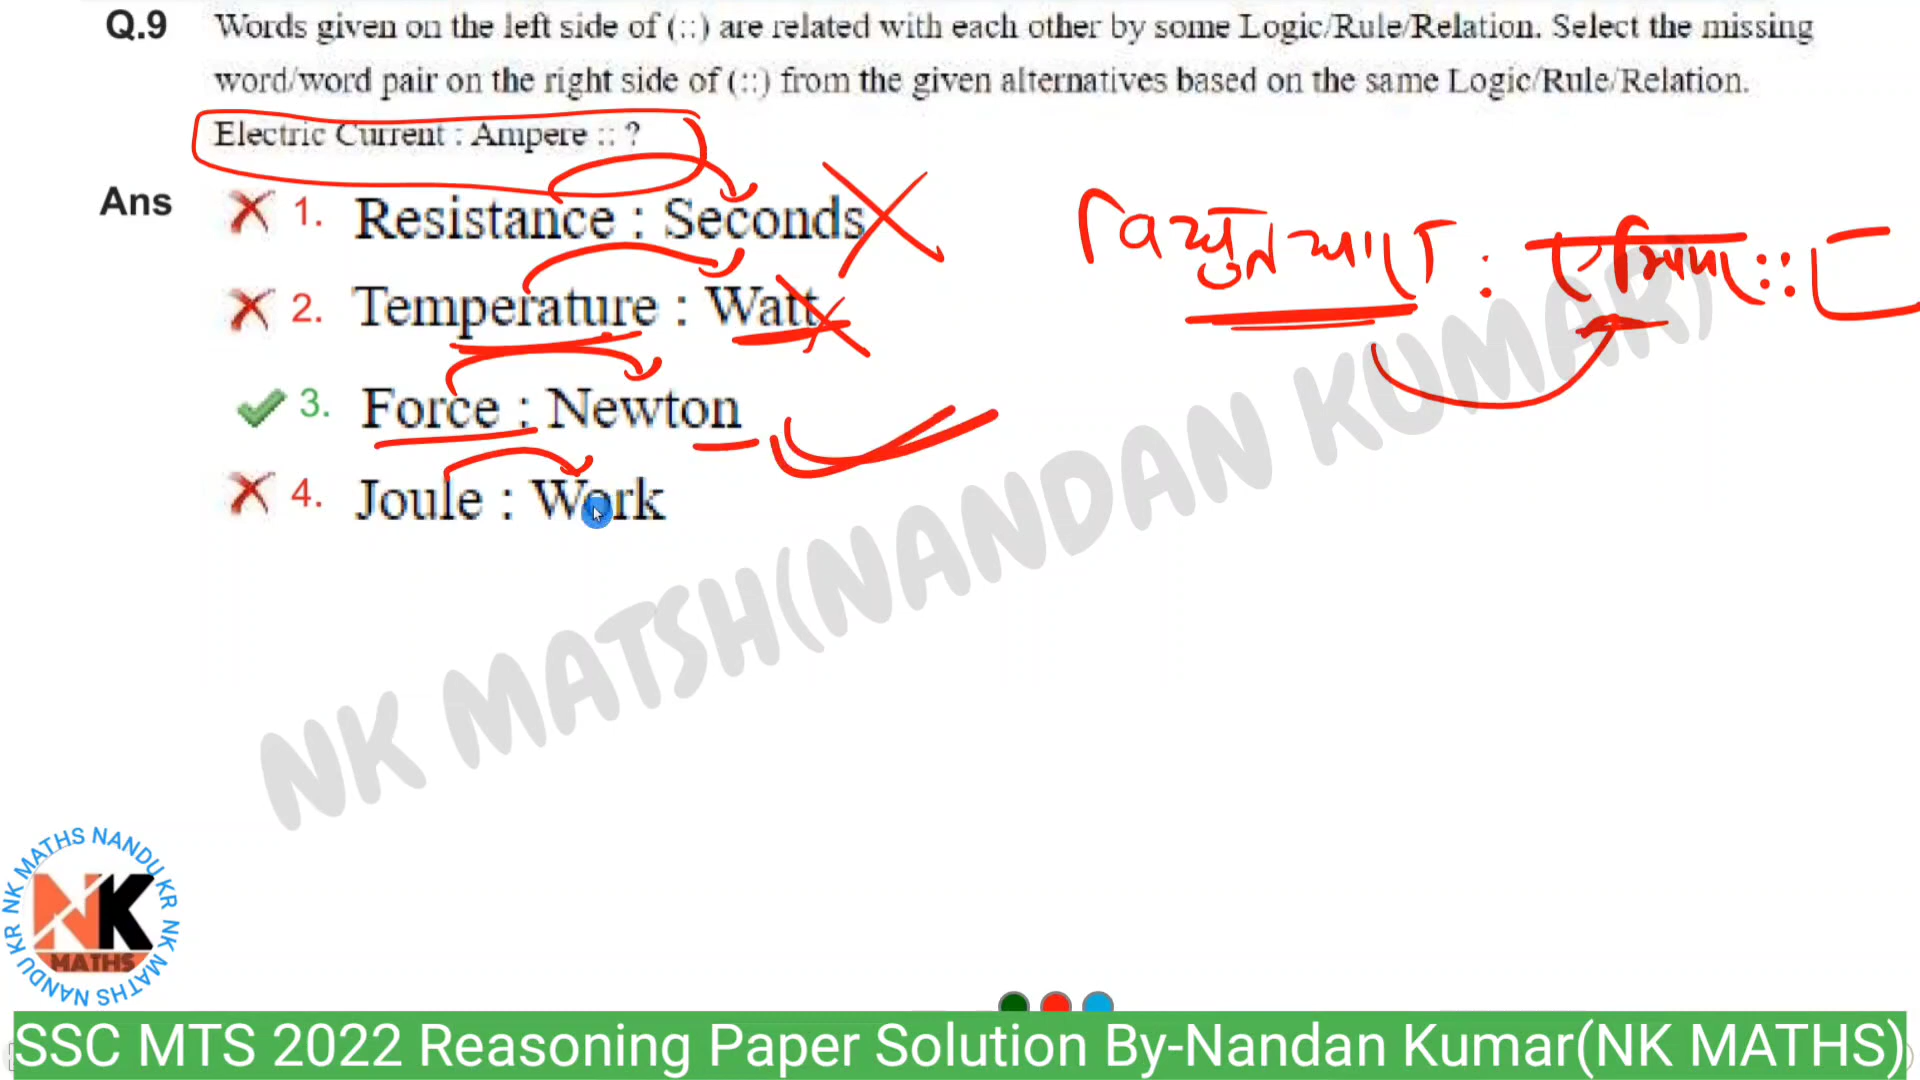 Q.9 Words given on the left side of (::) are related with each other by some Logic/Rule/Relation. Select the missing
word/word pair on the right side of (::) from the given alternatives based on the same Logic/Rule/Relation.
Electric Current : Ampere :: ?
Ans 1. Resistance : Seconds
2. Temperature : Watt
3. Force : Newton
4. Joule : Work
:  ::
NK MATSH(NANDAN KUMAR)
NK MATHS NANDU KR NK MATHS NANDU KR
NK
MATHS
SSC MTS 2022 Reasoning Paper Solution By-Nandan Kumar(NK MATHS)